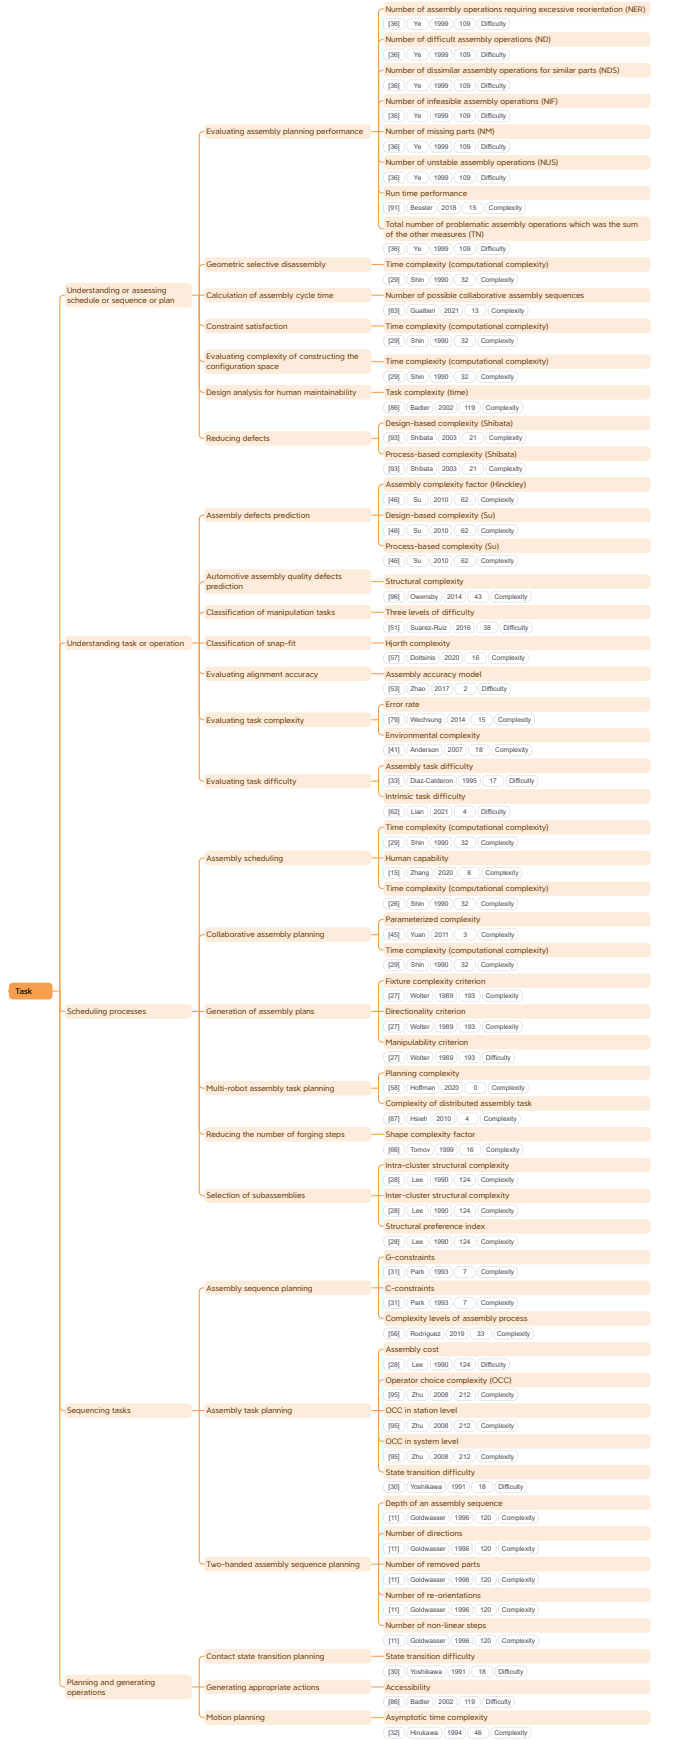 Number of assembly operations requiring excessive reorientation (NER)
[36] Ye 1999 109 Difficulty
Number of difficult assembly operations (ND)
[36] Ye 1999 109 Difficulty
Number of dissimilar assembly operations for similar parts (NDS)
[36] Ye 1999 109 Difficulty
Number of infeasible assembly operations (NIF)
[36] Ye 1999 109 Difficulty
Evaluating assembly planning performance
Number of missing parts (NM)
[36] Ye 1999 109 Difficulty
Number of unstable assembly operations (NUS)
[36] Ye 1999 109 Difficulty
Run time performance
[91] Bessler 2018 15 Complexity
Total number of problematic assembly operations which was the sum
of the other measures (TN)
[36] Ye 1999 109 Difficulty
Geometric selective disassembly
Time complexity (computational complexity)
[29] Shin 1990 32 Complexity
Understanding or assessing
schedule or sequence or plan
Calculation of assembly cycle time
Number of possible collaborative assembly sequences
[83] Gualtieri 2021 13 Complexity
Constraint satisfaction
Time complexity (computational complexity)
[29] Shin 1990 32 Complexity
Evaluating complexity of constructing the
configuration space
Time complexity (computational complexity)
[29] Shin 1990 32 Complexity
Design analysis for human maintainability
Task complexity (time)
[86] Badler 2002 119 Complexity
Reducing defects
Design-based complexity (Shibata)
[93] Shibata 2003 21 Complexity
Process-based complexity (Shibata)
[93] Shibata 2003 21 Complexity
Assembly complexity factor (Hinckley)
[46] Su 2010 62 Complexity
Assembly defects prediction
Design-based complexity (Su)
[46] Su 2010 62 Complexity
Process-based complexity (Su)
[46] Su 2010 62 Complexity
Automotive assembly quality defects
prediction
Structural complexity
[96] Owensby 2014 43 Complexity
Classification of manipulation tasks
Three levels of difficulty
[51] Suarez-Ruiz 2016 38 Difficulty
Understanding task or operation
Classification of snap-fit
Hjorth complexity
[57] Doltsinis 2020 16 Complexity
Evaluating alignment accuracy
Assembly accuracy model
[53] Zhao 2017 2 Difficulty
Evaluating task complexity
Error rate
[79] Wechsung 2014 15 Complexity
Environmental complexity
[41] Anderson 2007 18 Complexity
Evaluating task difficulty
Assembly task difficulty
[33] Diaz-Calderon 1995 17 Difficulty
Intrinsic task difficulty
[62] Lian 2021 4 Difficulty
Time complexity (computational complexity)
[29] Shin 1990 32 Complexity
Assembly scheduling
Human capability
[15] Zhang 2020 8 Complexity
Time complexity (computational complexity)
[26] Shin 1990 32 Complexity
Collaborative assembly planning
Parameterized complexity
[45] Yuan 2011 3 Complexity
Time complexity (computational complexity)
[29] Shin 1990 32 Complexity
Task
Scheduling processes
Generation of assembly plans
Fixture complexity criterion
[27] Wolter 1989 193 Complexity
Directionality criterion
[27] Wolter 1989 193 Complexity
Manipulability criterion
[27] Wolter 1989 193 Difficulty
Multi-robot assembly task planning
Planning complexity
[58] Hoffman 2020 0 Complexity
Complexity of distributed assembly task
[87] Hsieh 2010 4 Complexity
Reducing the number of forging steps
Shape complexity factor
[66] Tomov 1999 16 Complexity
Intra-cluster structural complexity
[28] Lee 1990 124 Complexity
Selection of subassemblies
Inter-cluster structural complexity
[28] Lee 1990 124 Complexity
Structural preference index
[28] Lee 1990 124 Complexity
G-constraints
[31] Park 1993 7 Complexity
Assembly sequence planning
C-constraints
[31] Park 1993 7 Complexity
Complexity levels of assembly process
[56] Rodriguez 2019 33 Complexity
Assembly cost
[28] Lee 1990 124 Difficulty
Operator choice complexity (OCC)
[95] Zhu 2008 212 Complexity
Sequencing tasks
Assembly task planning
OCC in station level
[95] Zhu 2008 212 Complexity
OCC in system level
[95] Zhu 2008 212 Complexity
State transition difficulty
[30] Yoshikawa 1991 18 Difficulty
Depth of an assembly sequence
[11] Goldwasser 1996 120 Complexity
Number of directions
[11] Goldwasser 1996 120 Complexity
Two-handed assembly sequence planning
Number of removed parts
[11] Goldwasser 1996 120 Complexity
Number of re-orientations
[11] Goldwasser 1996 120 Complexity
Number of non-linear steps
[11] Goldwasser 1996 120 Complexity
Contact state transition planning
State transition difficulty
[30] Yoshikawa 1991 18 Difficulty
Planning and generating
operations
Generating appropriate actions
Accessibility
[86] Badler 2002 119 Difficulty
Motion planning
Asymptotic time complexity
[32] Hirukawa 1994 46 Complexity